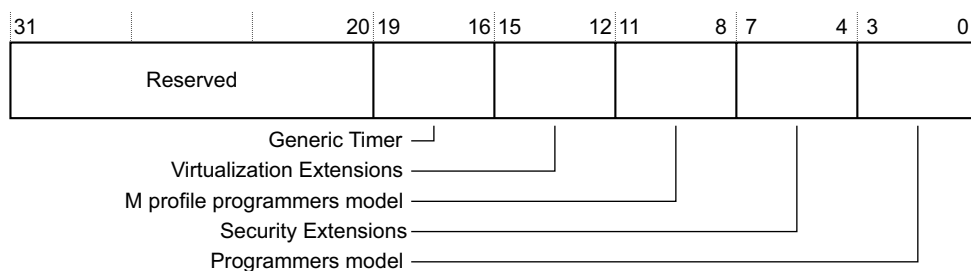 31 20 19 16 15 12 11 8 7 4 3 0
Reserved
Generic Timer
Virtualization Extensions
M profile programmers model
Security Extensions
Programmers model